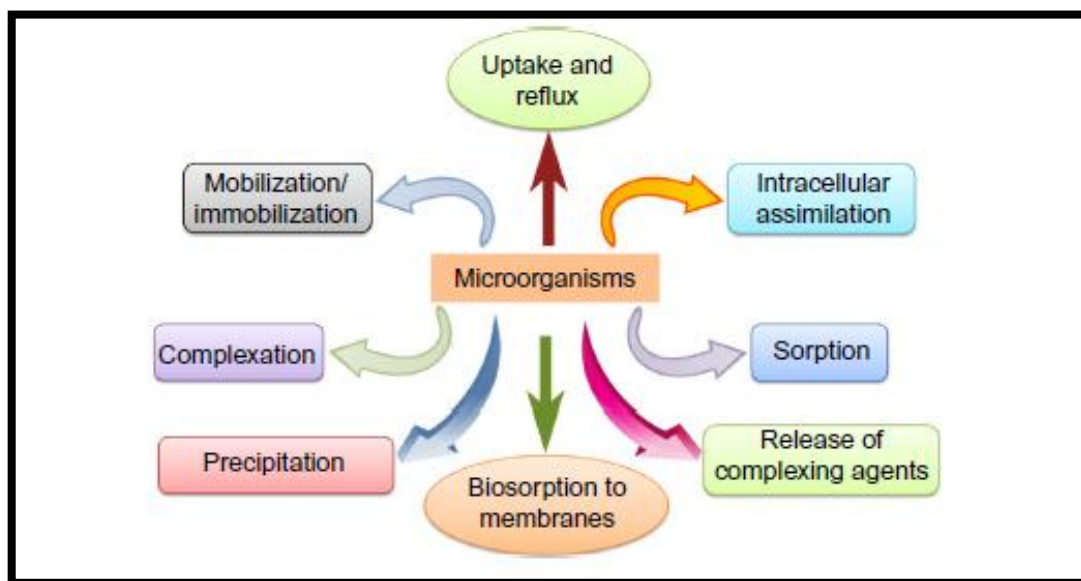 Uptake and
reflux
Mobilization/
immobilization
Intracellular
assimilation
Microorganisms
Complexation
Sorption
Precipitation
Release of
complexing agents
Biosorption to
membranes